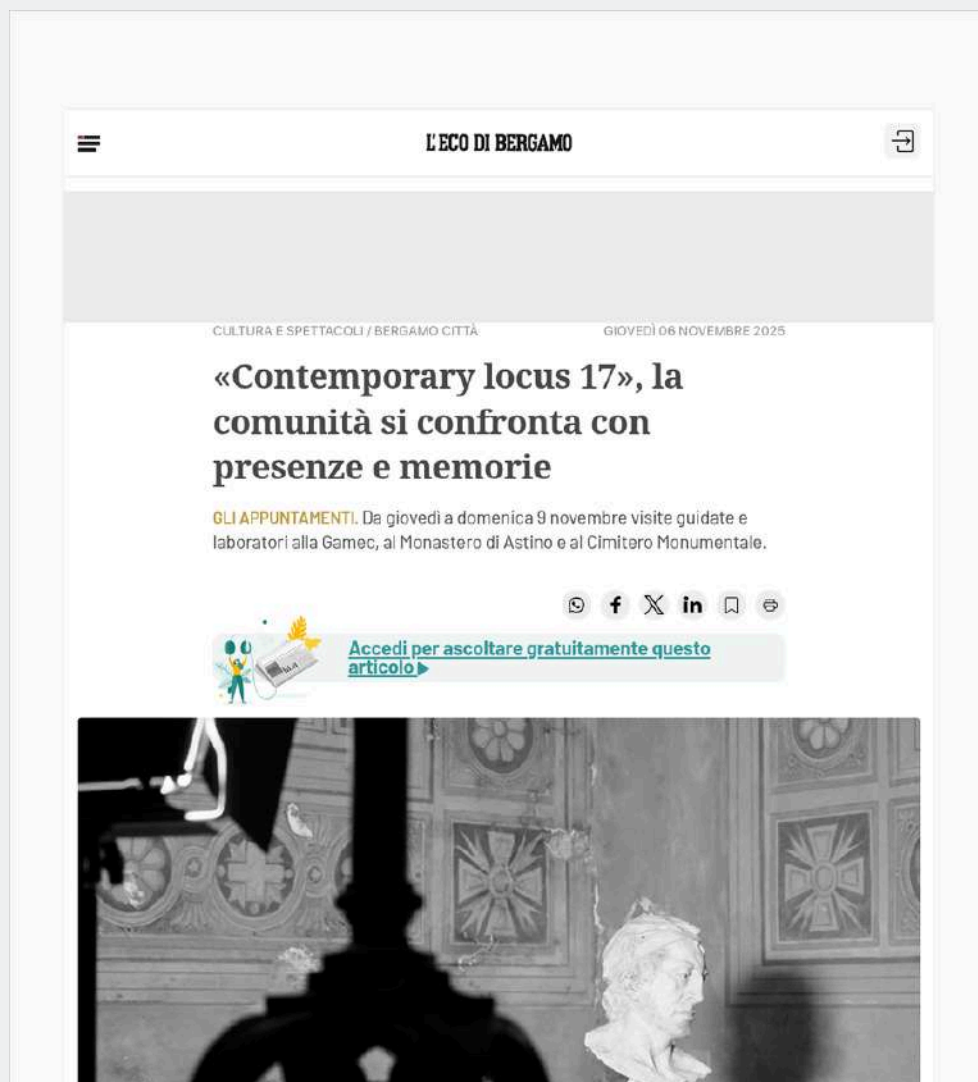 L'ECO DI BERGAMO
CULTURA E SPETTACOLI / BERGAMO CITTÀ
GIOVEDÌ 06 NOVEMBRE 2025
«Contemporary locus 17», la
comunità si confronta con
presenze e memorie
GLI APPUNTAMENTI. Da giovedì a domenica 9 novembre visite guidate e
laboratori alla Gamec, al Monastero di Astino e al Cimitero Monumentale.
Accedi per ascoltare gratuitamente questo
articolo